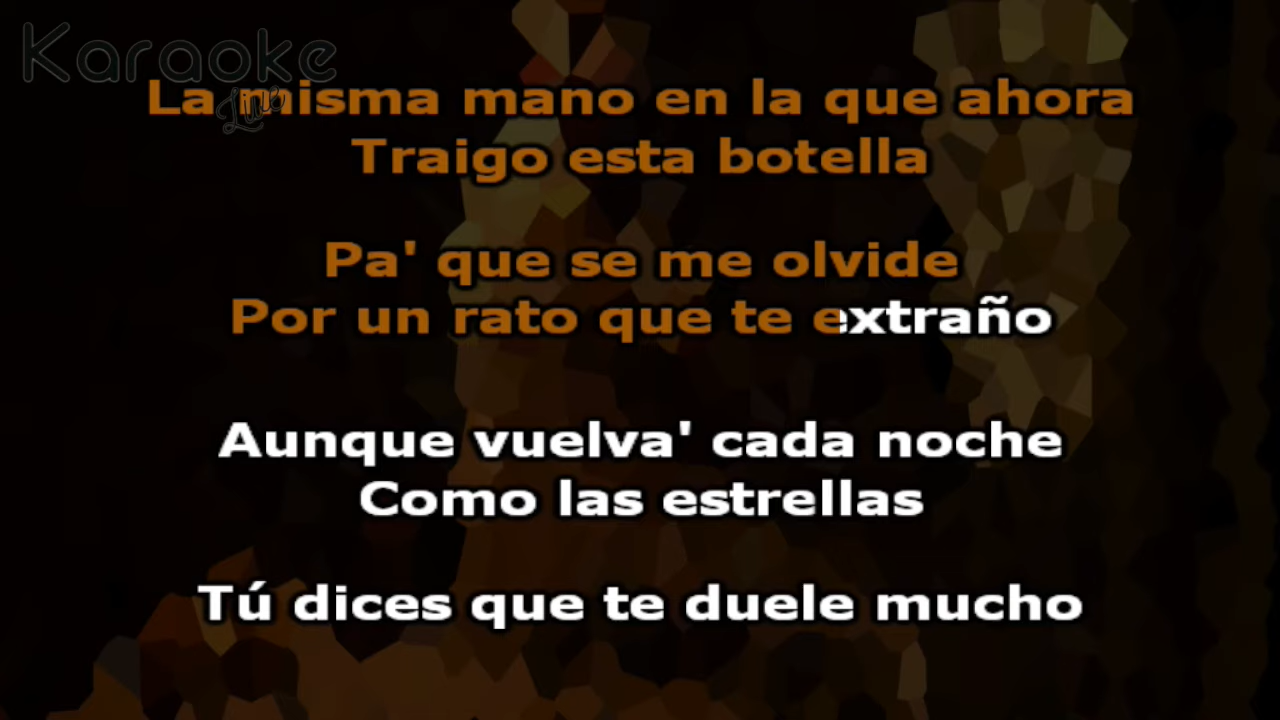 Karaoke
Line
La misma mano en la que ahora
Traigo esta botella
Pa' que se me olvide
Por un rato que te extraño
Aunque vuelva' cada noche
Como las estrellas
Tú dices que te duele mucho